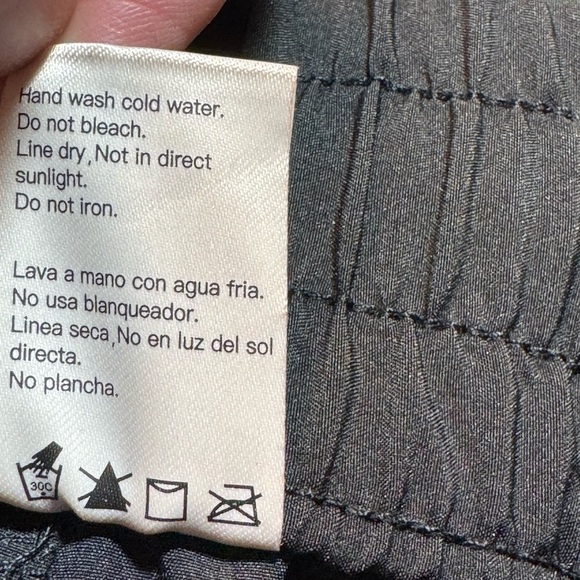 Hand wash cold water.
Do not bleach.
Line dry,Not in direct
sunlight.
Do not iron.
Lava a mano con agua fria.
No usa blanqueador.
Linea seca,No en luz del sol
directa.
No plancha.
30C